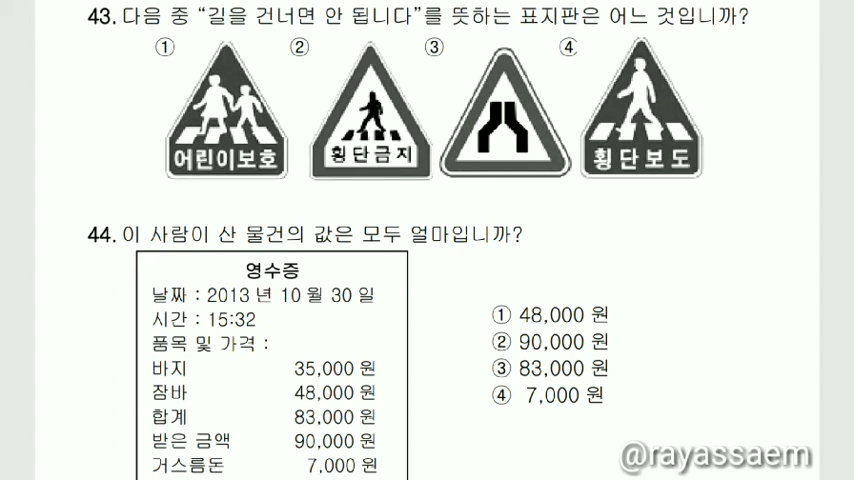 43. 다음 중 “길을 건너면 안 됩니다”를 뜻하는 표지판은 어느 것입니까?
① ② ③ ④
어린이보호 횡단금지 횡단보도
44. 이 사람이 산 물건의 값은 모두 얼마입니까?
영수증
날짜 : 2013 년 10 월 30 일
시간 : 15:32
품목 및 가격 :
바지 35,000 원
잠바 48,000 원
합계 83,000 원
받은 금액 90,000 원
거스름돈 7,000 원
① 48,000 원
② 90,000 원
③ 83,000 원
④ 7,000 원
@rayassaem